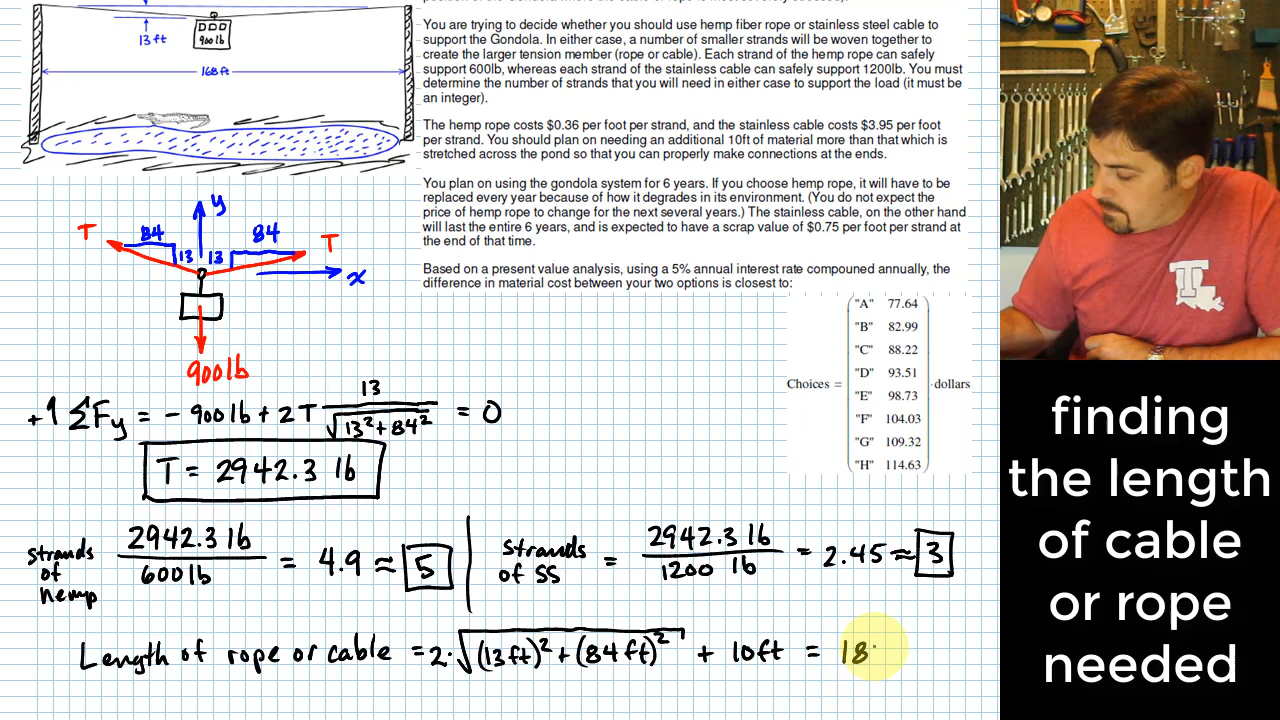 13 ft
900 lb
168 ft
You are trying to decide whether you should use hemp fiber rope or stainless steel cable to
support the Gondola. In either case, a number of smaller strands will be woven together to
create the larger tension member (rope or cable). Each strand of the hemp rope can safely
support 600lb, whereas each strand of the stainless cable can safely support 1200lb. You must
determine the number of strands that you will need in either case to support the load (it must be
an integer).
The hemp rope costs $0.36 per foot per strand, and the stainless cable costs $3.95 per foot
per strand. You should plan on needing an additional 10ft of material more than that which is
stretched across the pond so that you can properly make connections at the ends.
You plan on using the gondola system for 6 years. If you choose hemp rope, it will have to be
replaced every year because of how it degrades in its environment. (You do not expect the
price of hemp rope to change for the next several years.) The stainless cable, on the other hand
will last the entire 6 years, and is expected to have a scrap value of $0.75 per foot per strand at
the end of that time.
Based on a present value analysis, using a 5% annual interest rate compouned annually, the
difference in material cost between your two options is closest to:
Choices =
"A" 77.64
"B" 82.99
"C" 88.22
"D" 93.51
"E" 98.73
"F" 104.03
"G" 109.32
"H" 114.63
· dollars
y
T 84 84 T
13 13
x
900lb
+↑ ΣFy = - 900 lb + 2T 13/√(13² + 84²) = 0
T = 2942.3 lb
strands of hemp 2942.3 lb / 600 lb = 4.9 ≈ 5
strands of SS = 2942.3 lb / 1200 lb = 2.45 ≈ 3
Length of rope or cable = 2·√((13 ft)² + (84 ft)²) + 10ft = 18
T
finding
the length
of cable
or rope
needed